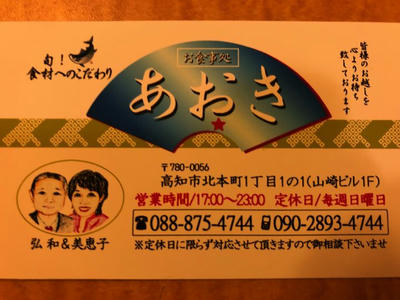 旬!
食材へのこだわり
お食事処
あおき
皆様のお越しを
心よりお待ち
致しております
〒780-0056
高知市北本町1丁目1の1(山崎ビル1F)
営業時間/17:00〜23:00 定休日/毎週日曜日
☎088-875-4744 090-2893-4744
※定休日に限らず対応させて頂きますので御相談下さいませ
弘和&美恵子